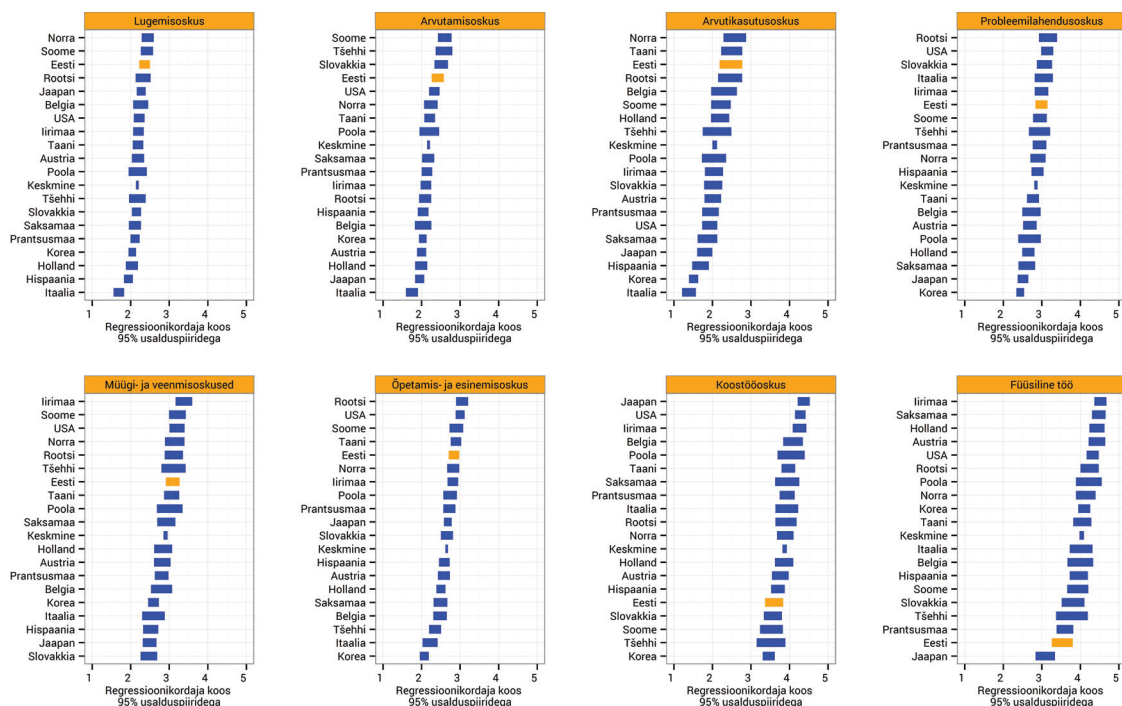 Lugemisoskus
Norra
Soome
Eesti
Rootsi
Jaapan
Belgia
USA
Iirimaa
Taani
Austria
Poola
Keskmine
Tšehhi
Slovakkia
Saksamaa
Prantsusmaa
Korea
Holland
Hispaania
Itaalia
1 2 3 4 5
Regressioonikordaja koos
95% usalduspiiridega
Arvutamisoskus
Soome
Tšehhi
Slovakkia
Eesti
USA
Norra
Taani
Poola
Keskmine
Saksamaa
Prantsusmaa
Iirimaa
Rootsi
Hispaania
Belgia
Korea
Austria
Holland
Jaapan
Itaalia
1 2 3 4 5
Regressioonikordaja koos
95% usalduspiiridega
Arvutikasutusoskus
Norra
Taani
Eesti
Rootsi
Belgia
Soome
Holland
Tšehhi
Keskmine
Poola
Iirimaa
Slovakkia
Austria
Prantsusmaa
USA
Saksamaa
Jaapan
Hispaania
Korea
Itaalia
1 2 3 4 5
Regressioonikordaja koos
95% usalduspiiridega
Probleemilahendusoskus
Rootsi
USA
Slovakkia
Itaalia
Iirimaa
Eesti
Soome
Tšehhi
Prantsusmaa
Norra
Hispaania
Keskmine
Taani
Belgia
Austria
Poola
Holland
Saksamaa
Jaapan
Korea
1 2 3 4 5
Regressioonikordaja koos
95% usalduspiiridega
Müügi- ja veenmisoskused
Iirimaa
Soome
USA
Norra
Rootsi
Tšehhi
Eesti
Taani
Poola
Saksamaa
Keskmine
Holland
Austria
Prantsusmaa
Belgia
Korea
Itaalia
Hispaania
Jaapan
Slovakkia
1 2 3 4 5
Regressioonikordaja koos
95% usalduspiiridega
Õpetamis- ja esinemisoskus
Rootsi
USA
Soome
Taani
Eesti
Norra
Iirimaa
Poola
Prantsusmaa
Jaapan
Slovakkia
Keskmine
Hispaania
Austria
Holland
Saksamaa
Belgia
Tšehhi
Itaalia
Korea
1 2 3 4 5
Regressioonikordaja koos
95% usalduspiiridega
Koostööoskus
Jaapan
USA
Iirimaa
Belgia
Poola
Taani
Saksamaa
Prantsusmaa
Itaalia
Rootsi
Norra
Keskmine
Holland
Austria
Hispaania
Eesti
Slovakkia
Soome
Tšehhi
Korea
1 2 3 4 5
Regressioonikordaja koos
95% usalduspiiridega
Füüsiline töö
Iirimaa
Saksamaa
Holland
Austria
USA
Rootsi
Poola
Norra
Korea
Taani
Keskmine
Itaalia
Belgia
Hispaania
Soome
Slovakkia
Tšehhi
Prantsusmaa
Eesti
Jaapan
1 2 3 4 5
Regressioonikordaja koos
95% usalduspiiridega